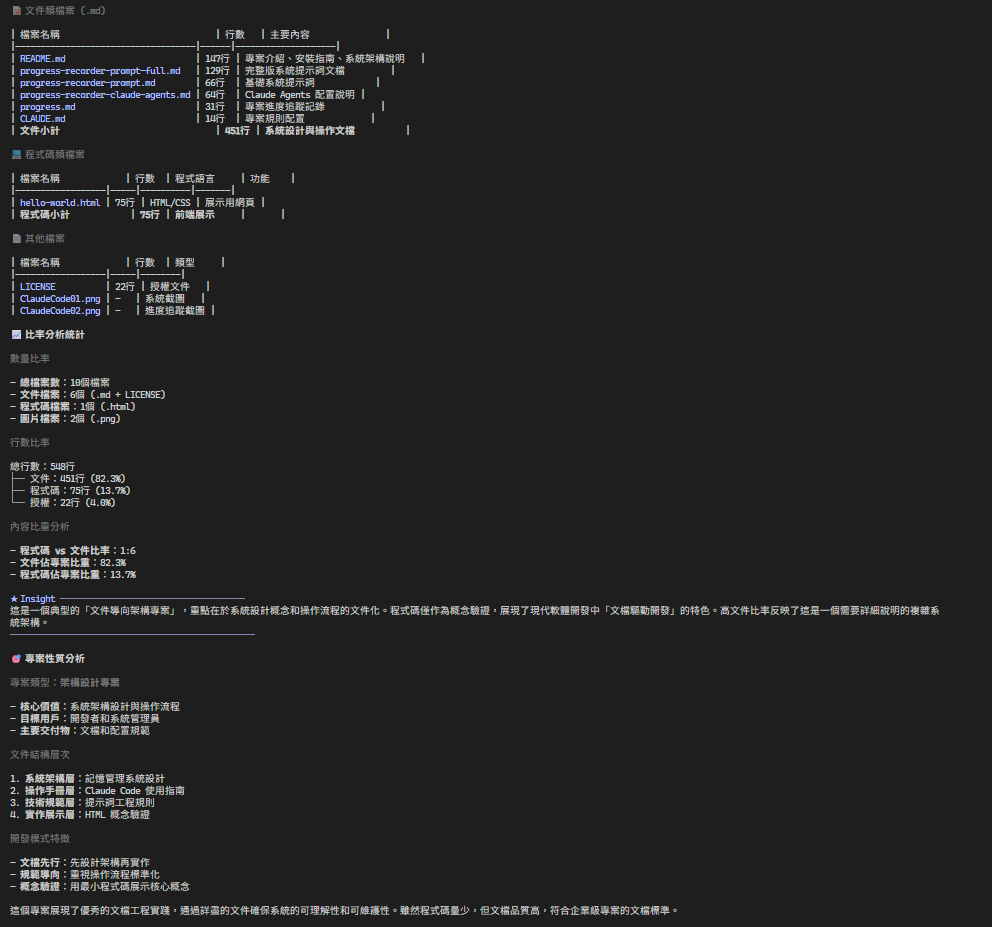 📄 文件類檔案 (.md)
| 檔案名稱 | 行數 | 主要內容 |
|------------------------------------|------|--------------------|
| README.md | 147行 | 專案介紹、安裝指南、系統架構說明 |
| progress-recorder-prompt-full.md | 129行 | 完整版系統提示詞文檔 |
| progress-recorder-prompt.md | 66行 | 基礎系統提示詞 |
| progress-recorder-claude-agents.md | 64行 | Claude Agents 配置說明 |
| progress.md | 31行 | 專案進度追蹤記錄 |
| CLAUDE.md | 14行 | 專案規則配置 |
| 文件小計 | 451行 | 系統設計與操作文檔 |
💻 程式碼類檔案
| 檔案名稱 | 行數 | 程式語言 | 功能 |
|------------------|-----|----------|-------|
| hello-world.html | 75行 | HTML/CSS | 展示用網頁 |
| 程式碼小計 | 75行 | 前端展示 | |
📄 其他檔案
| 檔案名稱 | 行數 | 類型 |
|------------------|-----|--------|
| LICENSE | 22行 | 授權文件 |
| ClaudeCode01.png | - | 系統截圖 |
| ClaudeCode02.png | - | 進度追蹤截圖 |
📈 比率分析統計
數量比率
- 總檔案數：10個檔案
- 文件檔案：6個 (.md + LICENSE)
- 程式碼檔案：1個 (.html)
- 圖片檔案：2個 (.png)
行數比率
總行數：548行
├── 文件：451行 (82.3%)
├── 程式碼：75行 (13.7%)
└── 授權：22行 (4.0%)
內容比重分析
- 程式碼 vs 文件比率：1:6
- 文件佔專案比重：82.3%
- 程式碼佔專案比重：13.7%
★ Insight ─────────────────────────────────────
這是一個典型的「文件導向架構專案」，重點在於系統設計概念和操作流程的文件化。程式碼僅作為概念驗證，展現了現代軟體開發中「文檔驅動開發」的特色。高文件比率反映了這是一個需要詳細說明的複雜系
統架構。
─────────────────────────────────────────────────
🎯 專案性質分析
專案類型：架構設計專案
- 核心價值：系統架構設計與操作流程
- 目標用戶：開發者和系統管理員
- 主要交付物：文檔和配置規範
文件結構層次
1. 系統架構層：記憶管理系統設計
2. 操作手冊層：Claude Code 使用指南
3. 技術規範層：提示詞工程規則
4. 實作展示層：HTML 概念驗證
開發模式特徵
- 文檔先行：先設計架構再實作
- 規範導向：重視操作流程標準化
- 概念驗證：用最小程式碼展示核心概念
這個專案展現了優秀的文檔工程實踐，通過詳盡的文件確保系統的可理解性和可維護性。雖然程式碼量少，但文檔品質高，符合企業級專案的文檔標準。